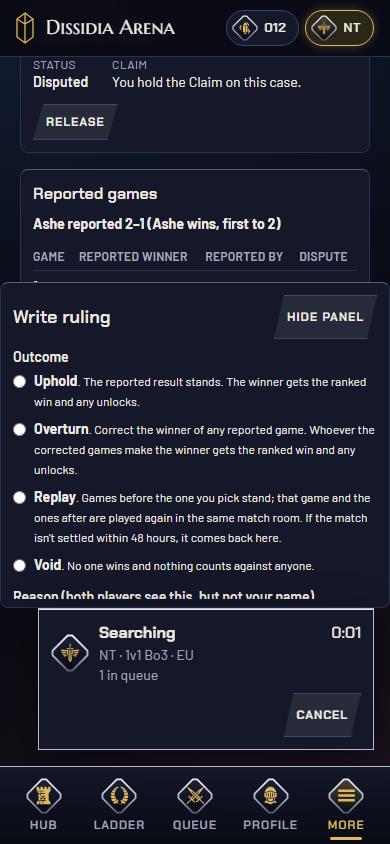 Dissidia Arena
012
NT
STATUS
CLAIM
Disputed
You hold the Claim on this case.
RELEASE
Reported games
Ashe reported 2–1 (Ashe wins, first to 2)
GAME REPORTED WINNER REPORTED BY DISPUTE
Write ruling
HIDE PANEL
Outcome
Uphold. The reported result stands. The winner gets the ranked
win and any unlocks.
Overturn. Correct the winner of any reported game. Whoever the
corrected games make the winner gets the ranked win and any
unlocks.
Replay. Games before the one you pick stand; that game and the
ones after are played again in the same match room. If the match
isn't settled within 48 hours, it comes back here.
Void. No one wins and nothing counts against anyone.
Reason (both players see this, but not your name)
Searching
0:01
NT · 1v1 Bo3 · EU
1 in queue
CANCEL
HUB
LADDER
QUEUE
PROFILE
MORE